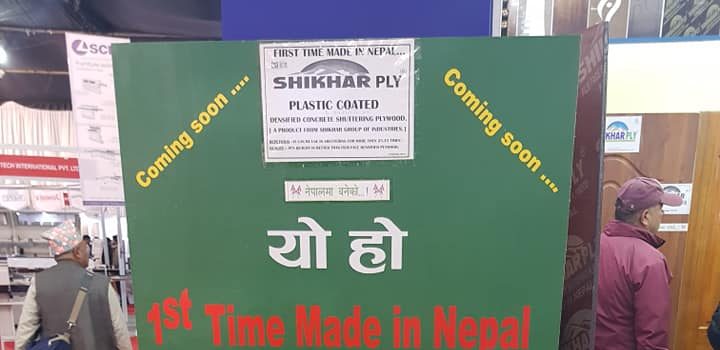 FIRST TIME MADE IN NEPAL...
SHIKHAR PLY
PLASTIC COATED
DENSIFIED CONCRETE SHUTTERING PLYWOOD.
[ A PRODUCT FROM SHIKHAR GROUP OF INDUSTRIES. ]
Coming soon ....
Coming soon ....
नेपालमा बनेको...!
यो हो
1st Time Made in Nepal
TECH INTERNATIONAL PVT. LTD
SHIKHAR PLY
PLY